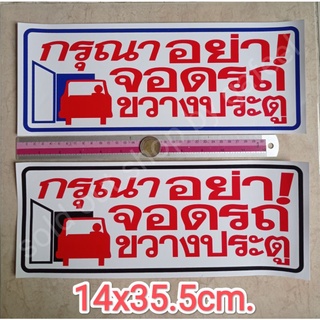 กรุณา อย่า!
จอดรถ
ขวางประตู
กรุณา อย่า!
จอดรถ
ขวางประตู
14x35.5cm.